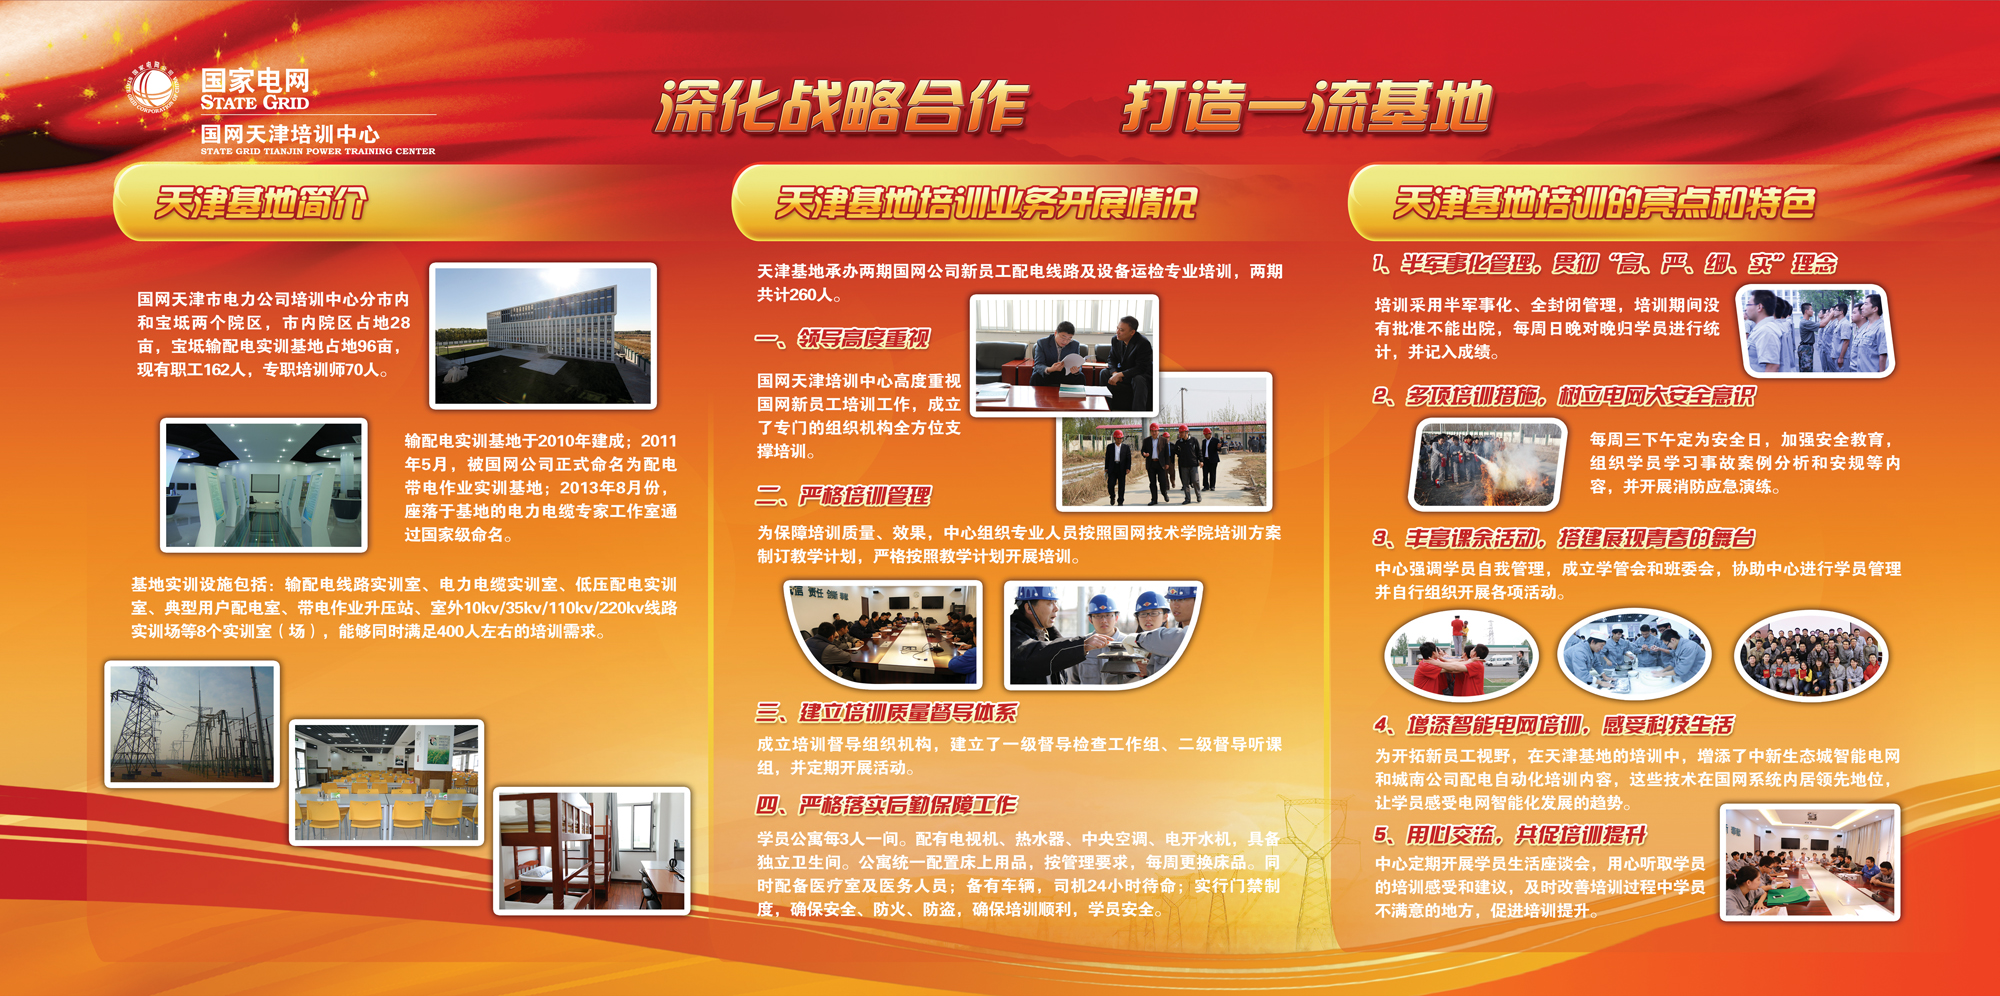 国家电网
STATE GRID
国网天津培训中心
STATE GRID TIANJIN POWER TRAINING CENTER
深化战略合作 打造一流基地
天津基地简介
国网天津市电力公司培训中心分市内
和宝坻两个院区，市内院区占地28
亩，宝坻输配电实训基地占地96亩，
现有职工162人，专职培训师70人。
输配电实训基地于2010年建成；2011
年5月，被国网公司正式命名为配电
带电作业实训基地；2013年8月份，
座落于基地的电力电缆专家工作室通
过国家级命名。
基地实训设施包括：输配电线路实训室、电力电缆实训室、低压配电实训
室、典型用户配电室、带电作业升压站、室外10kv/35kv/110kv/220kv线路
实训场等8个实训室（场），能够同时满足400人左右的培训需求。
天津基地培训业务开展情况
天津基地承办两期国网公司新员工配电线路及设备运检专业培训，两期
共计260人。
一、领导高度重视
国网天津培训中心高度重视
国网新员工培训工作，成立
了专门的组织机构全方位支
撑培训。
二、严格培训管理
为保障培训质量、效果，中心组织专业人员按照国网技术学院培训方案
制订教学计划，严格按照教学计划开展培训。
责任
三、建立培训质量督导体系
成立培训督导组织机构，建立了一级督导检查工作组、二级督导听课
组，并定期开展活动。
四、严格落实后勤保障工作
学员公寓每3人一间。配有电视机、热水器、中央空调、电开水机，具备
独立卫生间。公寓统一配置床上用品，按管理要求，每周更换床品。同
时配备医疗室及医务人员；备有车辆，司机24小时待命；实行门禁制
度，确保安全、防火、防盗，确保培训顺利，学员安全。
天津基地培训的亮点和特色
1、半军事化管理，贯彻“高、严、细、实”理念
培训采用半军事化、全封闭管理，培训期间没
有批准不能出院，每周日晚对晚归学员进行统
计，并记入成绩。
2、多项培训措施，树立电网大安全意识
每周三下午定为安全日，加强安全教育，
组织学员学习事故案例分析和安规等内
容，并开展消防应急演练。
3、丰富课余活动，搭建展现青春的舞台
中心强调学员自我管理，成立学管会和班委会，协助中心进行学员管理
并自行组织开展各项活动。
4、增添智能电网培训，感受科技生活
为开拓新员工视野，在天津基地的培训中，增添了中新生态城智能电网
和城南公司配电自动化培训内容，这些技术在国网系统内居领先地位，
让学员感受电网智能化发展的趋势。
5、用心交流，共促培训提升
中心定期开展学员生活座谈会，用心听取学员
的培训感受和建议，及时改善培训过程中学员
不满意的地方，促进培训提升。